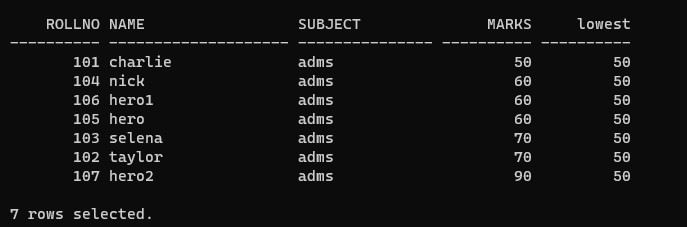 ROLLNO NAME                 SUBJECT              MARKS     lowest
---------- -------------------- --------------- ---------- ----------
101 charlie              adms                    50         50
104 nick                 adms                    60         50
106 hero1                adms                    60         50
105 hero                 adms                    60         50
103 selena               adms                    70         50
102 taylor               adms                    70         50
107 hero2                adms                    90         50
7 rows selected.